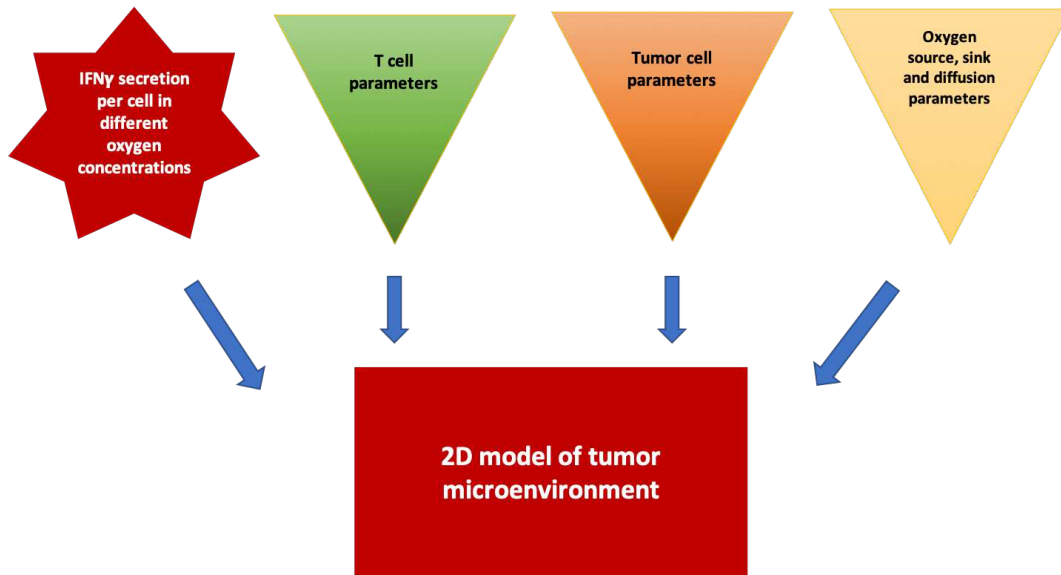 IFNγ secretion
per cell in
different
oxygen
concentrations
T cell
parameters
Tumor cell
parameters
Oxygen
source, sink
and diffusion
parameters
2D model of tumor
microenvironment